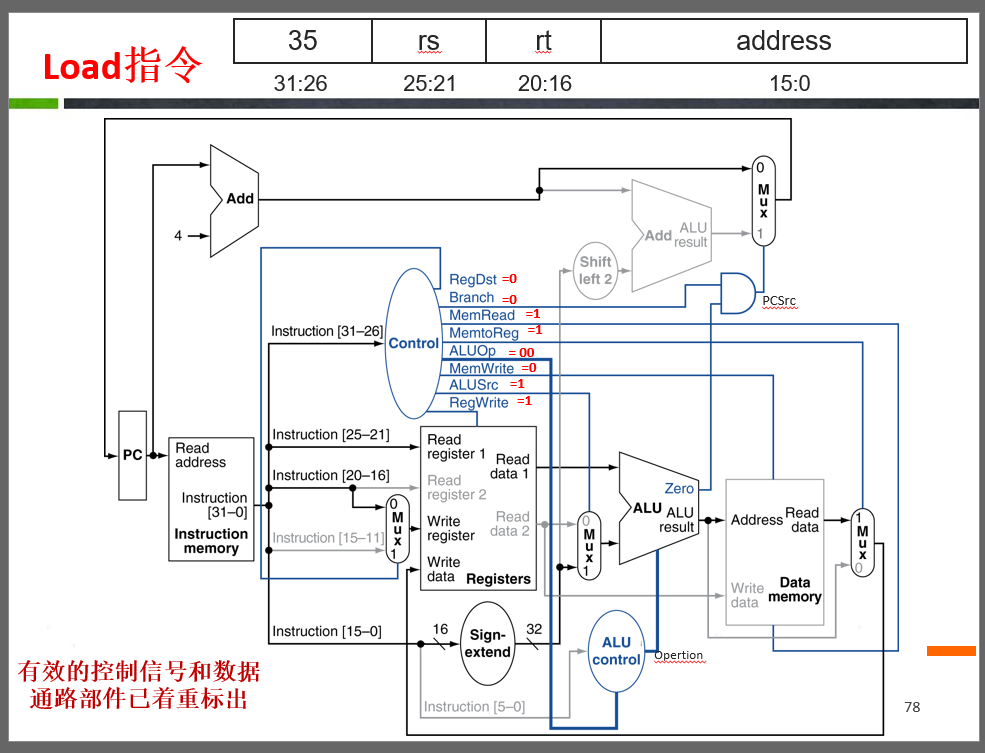 Load指令
35 rs rt address
31:26 25:21 20:16 15:0
Add
4
0
Mux
1
Add ALU result
Shift left 2
RegDst =0
Branch =0
MemRead =1
MemtoReg =1
ALUOp = 00
MemWrite =0
ALUSrc =1
RegWrite =1
PCSrc
Instruction [31–26]
Control
PC
Read address
Instruction [31–0]
Instruction memory
Instruction [25–21]
Instruction [20–16]
Instruction [15–11]
0
Mux
1
Read register 1
Read register 2
Write register
Write data
Read data 1
Read data 2
Registers
0
Mux
1
Zero
ALU
ALU result
Address
Read data
Write data
Data memory
1
Mux
0
Instruction [15–0]
16
Sign-extend
32
ALU control
Opertion
Instruction [5–0]
有效的控制信号和数据
通路部件已着重标出
78